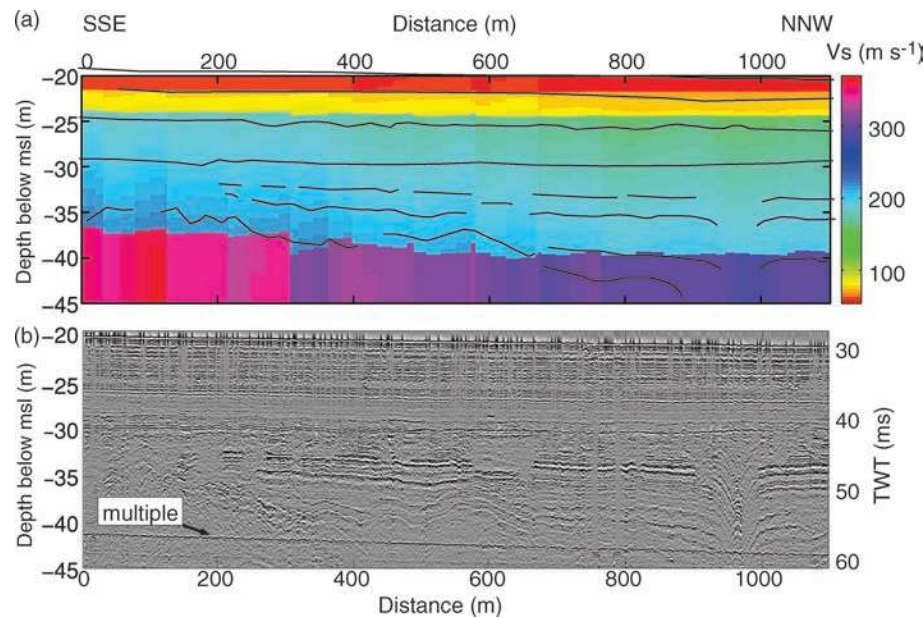 (a)
SSE
Distance (m)
NNW
0
200
400
600
800
1000
Vs (m s⁻¹)
Depth below msl (m)
−20
−25
−30
−35
−40
−45
300
200
100
(b)
Depth below msl (m)
−20
−25
−30
−35
−40
−45
multiple
30
40
50
60
TWT (ms)
0
200
400
600
800
1000
Distance (m)